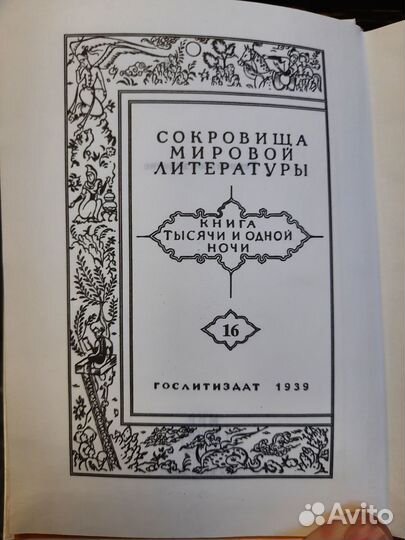 СОКРОВИЩА
МИРОВОЙ
ЛИТЕРАТУРЫ
КНИГА
ТЫСЯЧИ И ОДНОЙ
НОЧИ
16
ГОСЛИТИЗДАТ 1939
Avito